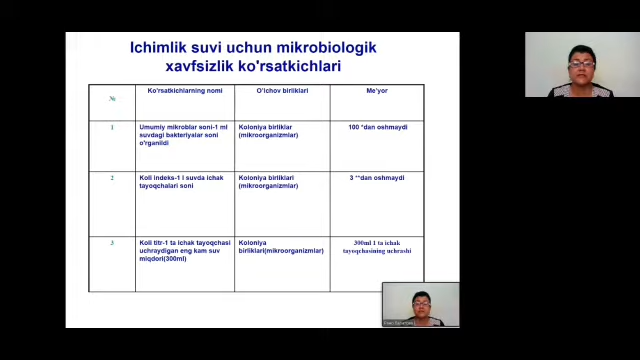 Ichimlik suvi uchun mikrobiologik
xavfsizlik ko'rsatkichlari
№
Ko'rsatkichlarning nomi
O'lchov birliklari
Me'yor
1
Umumiy mikroblar soni-1 ml
suvdagi bakteriyalar soni
o'rganildi
Koloniya birliklar
(mikroorganizmlar)
100 *dan oshmaydi
2
Koli indeks-1 l suvda ichak
tayoqchalari soni
Koloniya birliklari
(mikroorganizmlar)
3 **dan oshmaydi
3
Koli titr-1 ta ichak tayoqchasi
uchraydigan eng kam suv
miqdori(300ml)
Koloniya
birliklari(mikroorganizmlar)
300ml 1 ta ichak
tayoqchasining uchrashi